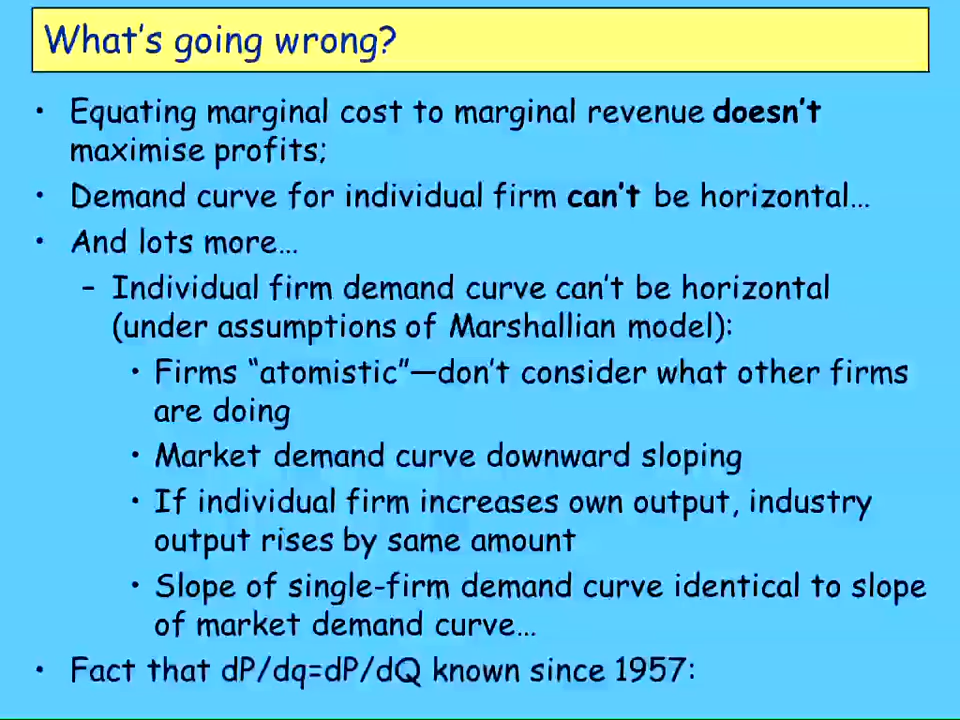 What's going wrong?
• Equating marginal cost to marginal revenue doesn't
maximise profits;
• Demand curve for individual firm can't be horizontal…
• And lots more…
– Individual firm demand curve can't be horizontal
(under assumptions of Marshallian model):
• Firms “atomistic”—don't consider what other firms
are doing
• Market demand curve downward sloping
• If individual firm increases own output, industry
output rises by same amount
• Slope of single-firm demand curve identical to slope
of market demand curve…
• Fact that dP/dq=dP/dQ known since 1957: